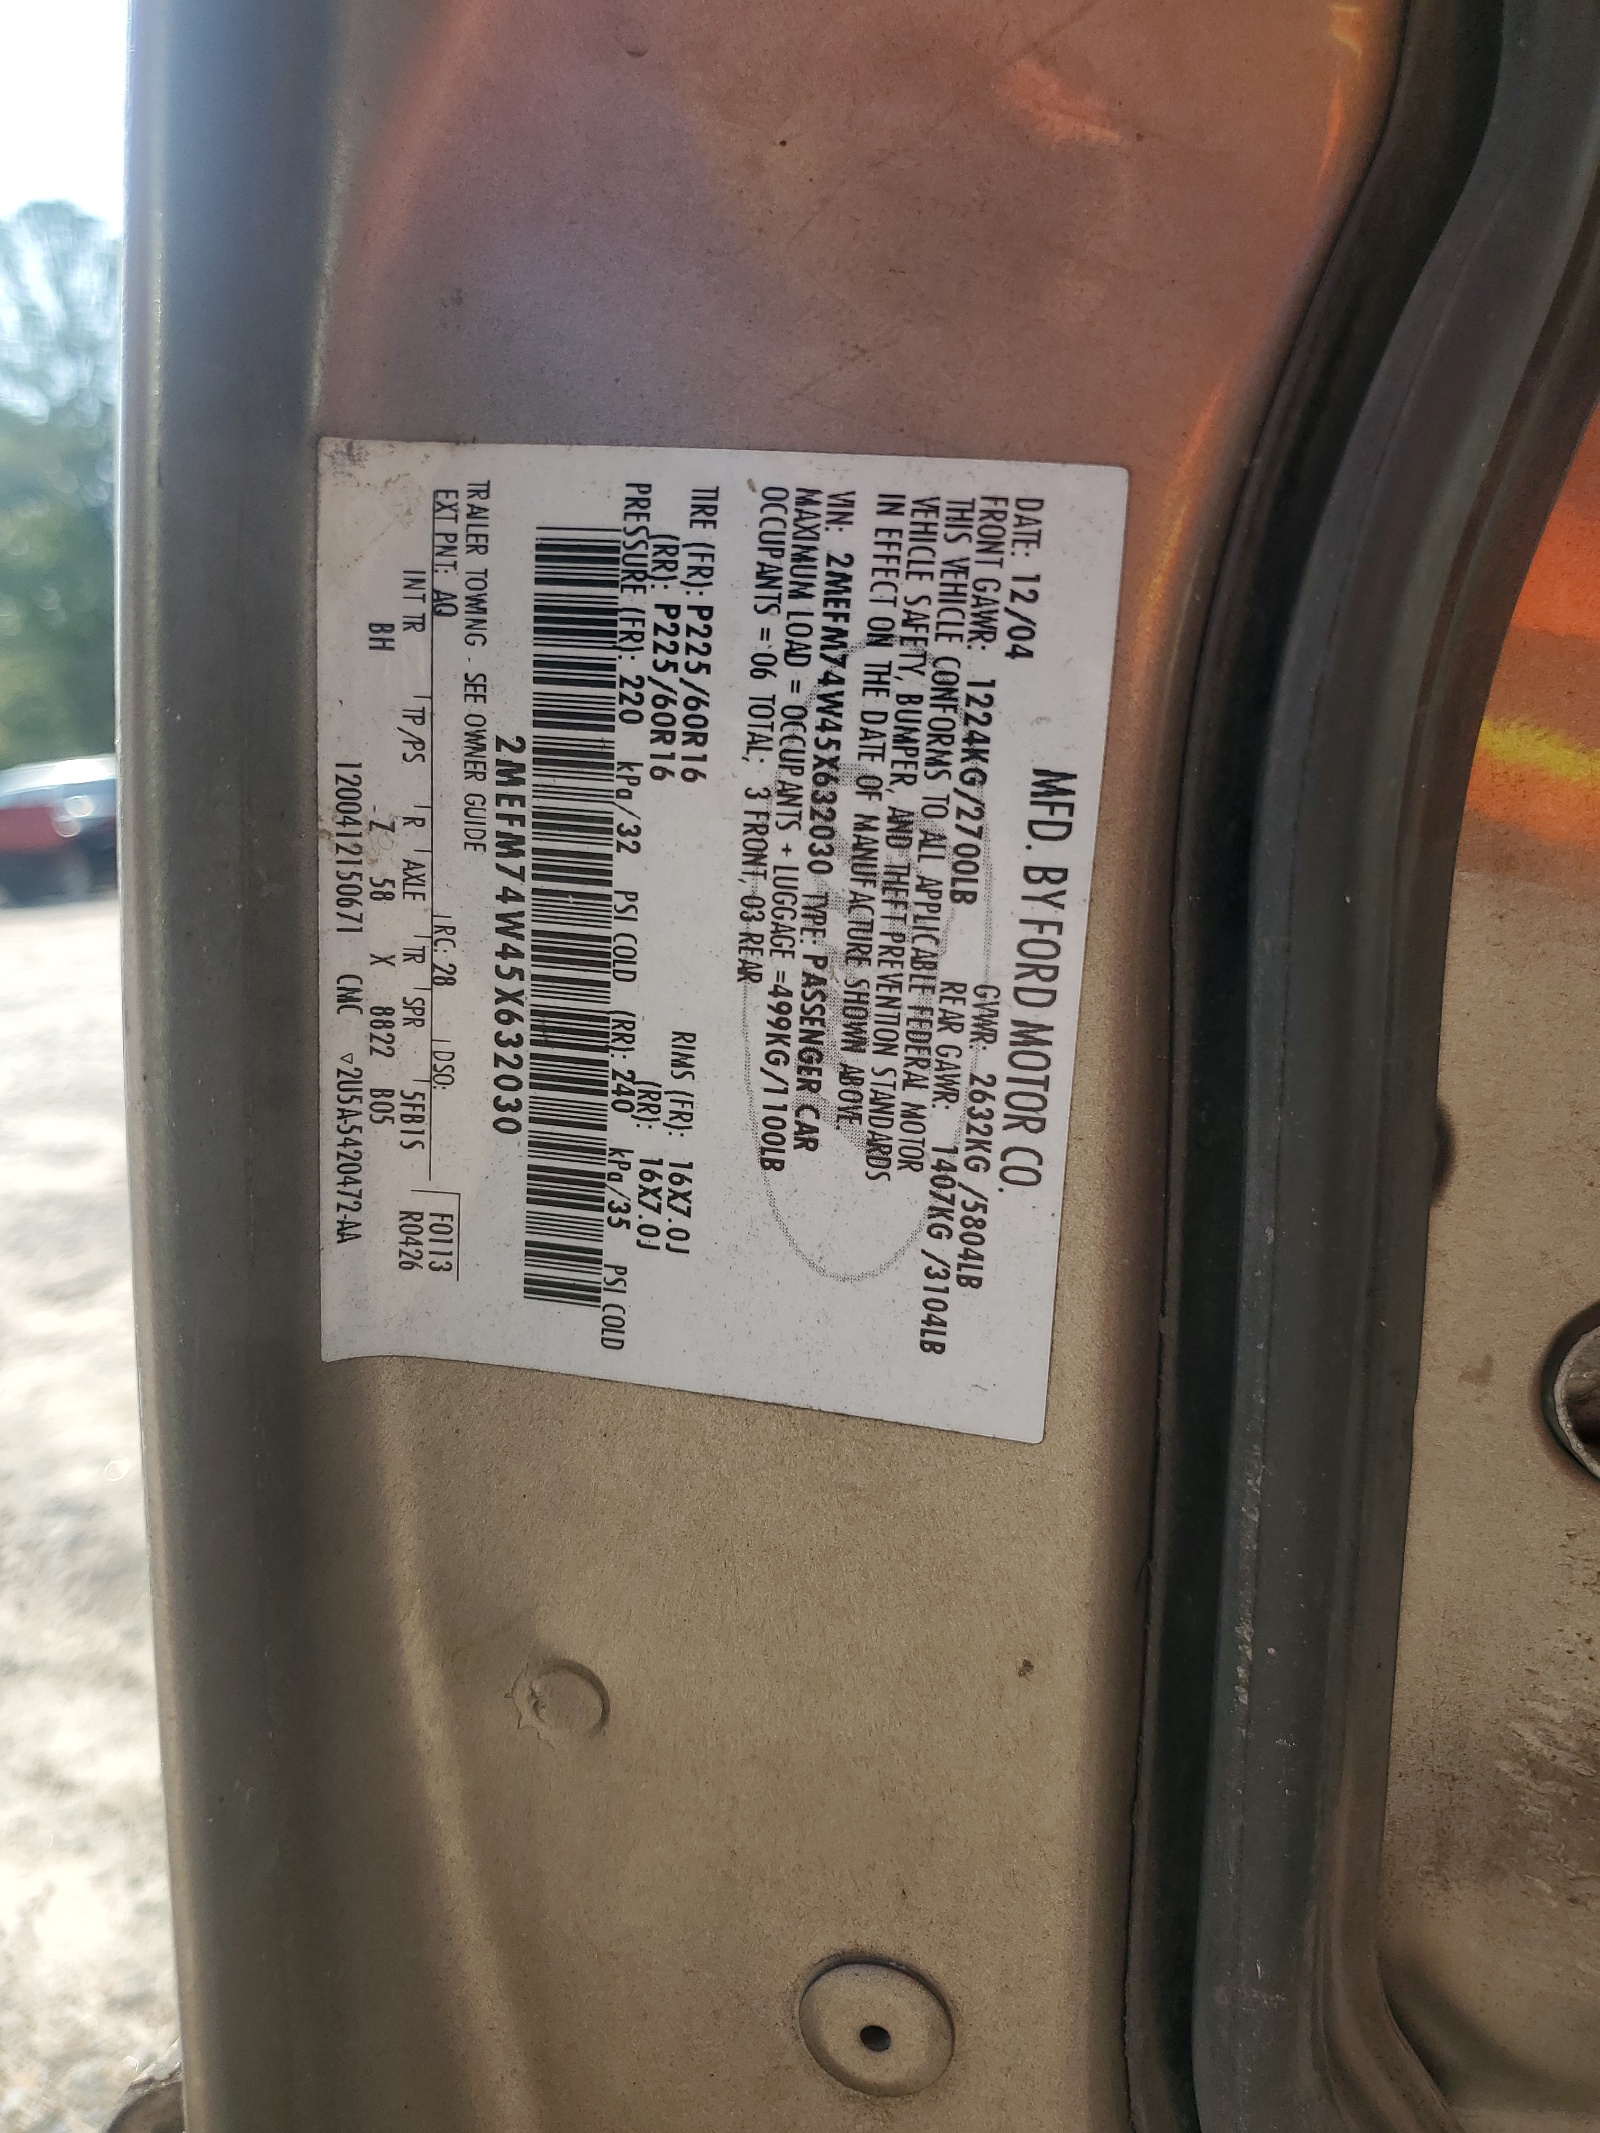 MFD. BY FORD MOTOR CO.
DATE: 12/04 GVWR: 2632KG /5804LB
FRONT GAWR: 1224KG/2700LB REAR GAWR: 1407KG /3104LB
THIS VEHICLE CONFORMS TO ALL APPLICABLE FEDERAL MOTOR
VEHICLE SAFETY, BUMPER, AND THEFT PREVENTION STANDARDS
IN EFFECT ON THE DATE OF MANUFACTURE SHOWN ABOVE.
VIN: 2MEFM74W45X632030 TYPE: PASSENGER CAR
MAXIMUM LOAD = OCCUPANTS + LUGGAGE =499KG/1100LB
OCCUPANTS = 06 TOTAL; 3 FRONT, 03 REAR
TIRE (FR): P225/60R16 RIMS (FR): 16X7.0J
(RR): P225/60R16 (RR): 16X7.0J
PRESSURE (FR): 220 kPa/32 PSI COLD (RR): 240 kPa/35 PSI COLD
2MEFM74W45X632030
TRAILER TOWING - SEE OWNER GUIDE
EXT PNT: AQ RC: 28 DSO: F0113
INT TR TP/PS R AXLE TR SPR 5FBTS R0426
BH Z 58 X 8822 B05
12004121150671 CMC ▽2U5A-5420472-AA